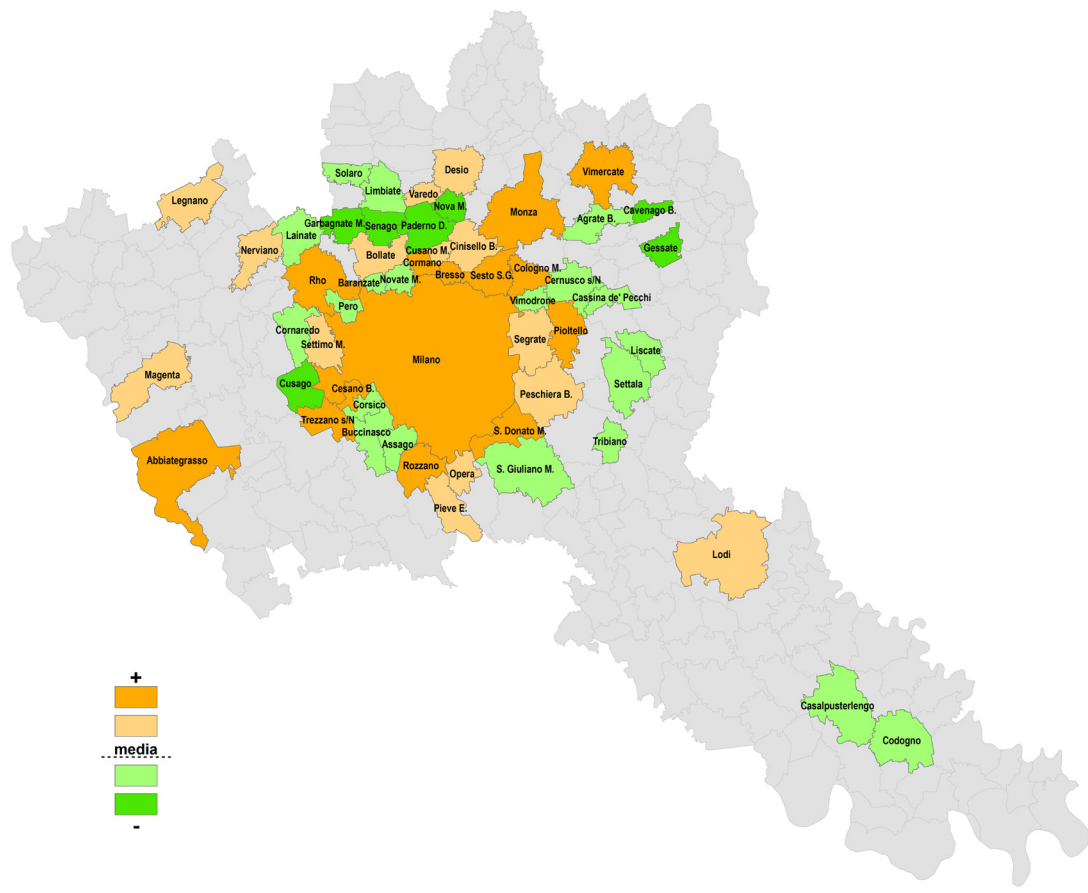 Desio
Solaro
Vimercate
Limbiate
Legnano
Varedo
Nova M.
Cavenago B.
Monza
Agrate B.
Garbagnate M.
Senago
Paderno D.
Lainate
Nerviano
Cinisello B.
Gessate
Cusano M.
Bollate
Cormano
Cologno M.
Bresso
Sesto S.G.
Rho
Novate M.
Baranzate
Cernusco s/N
Cassina de' Pecchi
Vimodrone
Pero
Cornaredo
Pioltello
Segrate
Settimo M.
Liscate
Milano
Magenta
Settala
Cusago
Cesano B.
Peschiera B.
Corsico
Trezzano s/N
S. Donato M.
Buccinasco
Assago
Tribiano
Abbiategrasso
Rozzano
S. Giuliano M.
Opera
Pieve E.
Lodi
+
Casalpusterlengo
Codogno
media
-